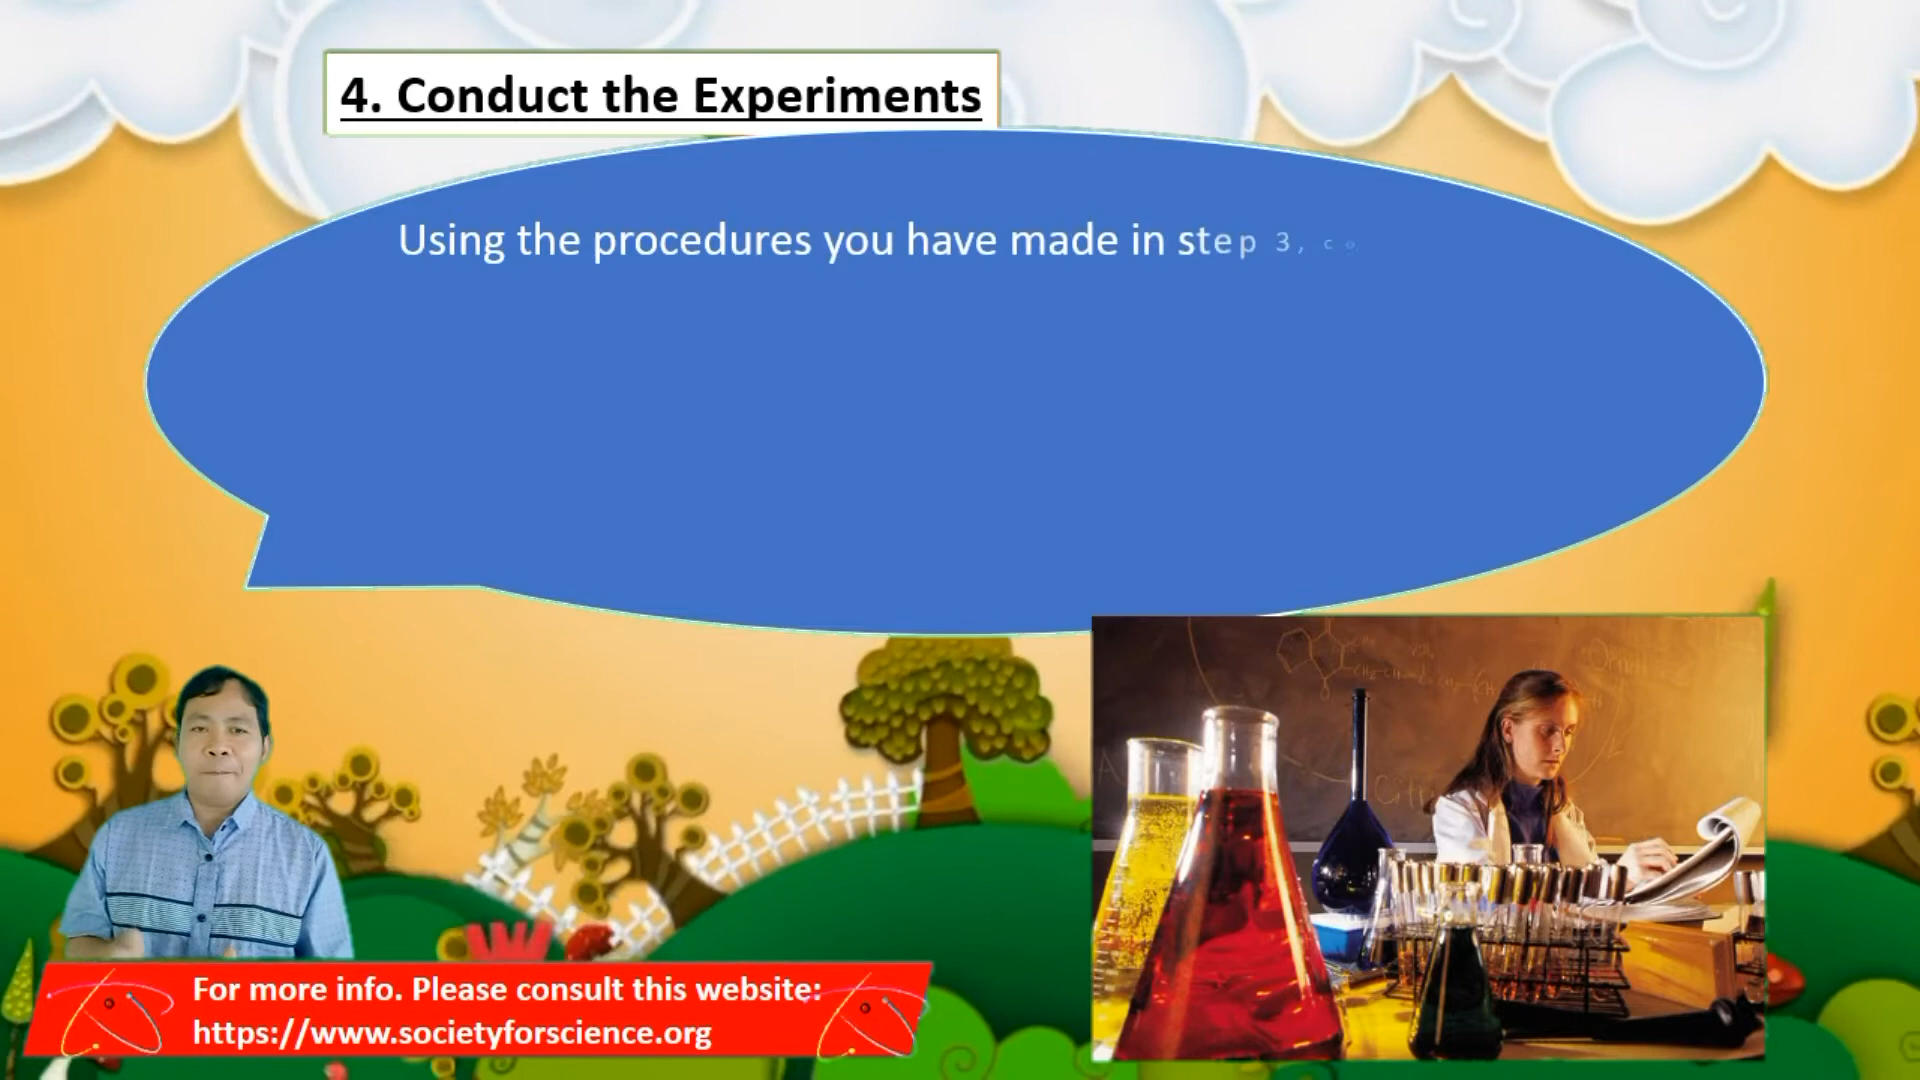 4. Conduct the Experiments
Using the procedures you have made in step 3, co
For more info. Please consult this website:
https://www.societyforscience.org